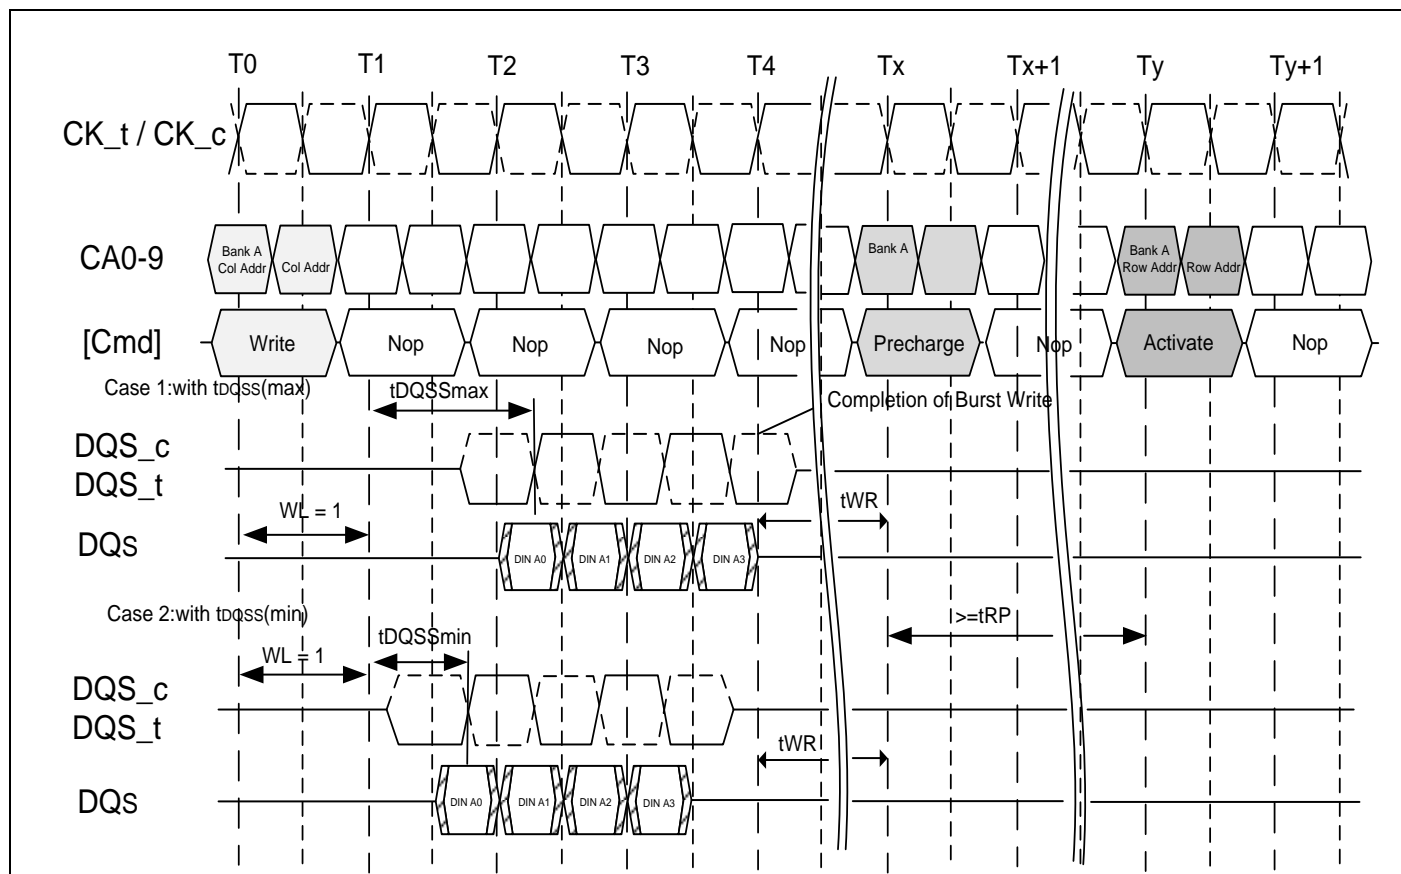 T0 T1 T2 T3 T4 Tx Tx+1 Ty Ty+1
CK_t / CK_c
CA0-9
Bank A
Col Addr
Col Addr
Bank A
Bank A
Row Addr
Row Addr
[Cmd] Write Nop Nop Nop Nop Precharge Nop Activate Nop
Case 1:with tDQSS(max)
tDQSSmax
Completion of Burst Write
DQS_c
DQS_t
WL = 1
tWR
DQs
DIN A0 DIN A1 DIN A2 DIN A3
Case 2:with tDQSS(min)
tDQSSmin
>=tRP
WL = 1
DQS_c
DQS_t
tWR
DQs
DIN A0 DIN A1 DIN A2 DIN A3